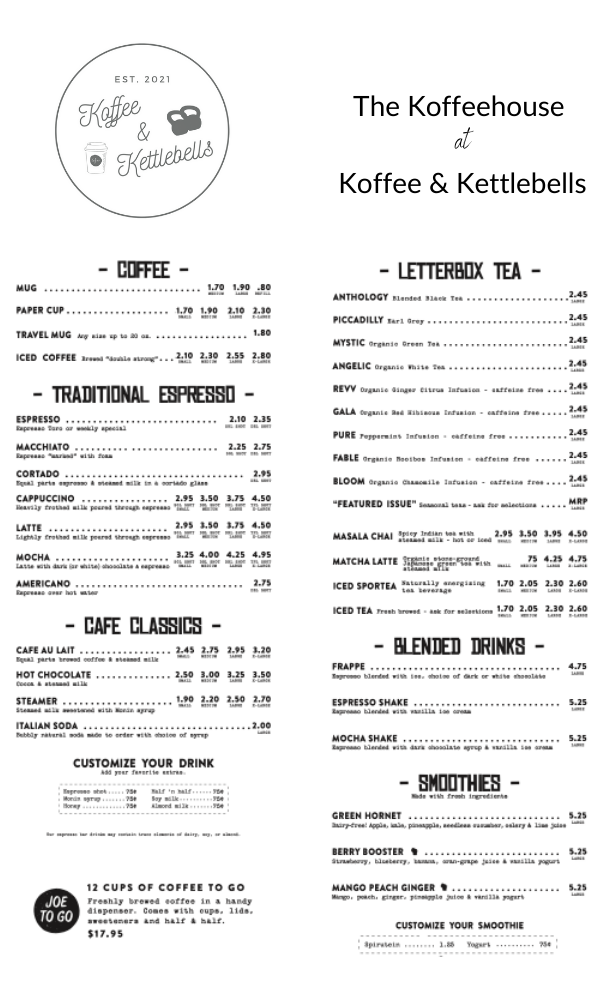 EST. 2021
Koffee
&
Kettlebells
The Koffeehouse
at
Koffee & Kettlebells
- COFFEE -
MUG 1.70 1.90 .80
MEDIUM LARGE REFILL
PAPER CUP 1.70 1.90 2.10 2.30
SMALL MEDIUM LARGE X-LARGE
TRAVEL MUG Any size up to 20 oz. 1.80
ICED COFFEE Brewed "double strong" 2.10 2.30 2.55 2.80
SMALL MEDIUM LARGE X-LARGE
- TRADITIONAL ESPRESSO -
ESPRESSO 2.10 2.35
Espresso Toro or weekly special
MACCHIATO 2.25 2.75
Espresso "marked" with foam
CORTADO 2.95
Equal parts espresso & steamed milk in a cortado glass
CAPPUCCINO 2.95 3.50 3.75 4.50
Heavily frothed milk poured through espresso
LATTE 2.95 3.50 3.75 4.50
Lightly frothed milk poured through espresso
MOCHA 3.25 4.00 4.25 4.95
Latte with dark (or white) chocolate & espresso
AMERICANO 2.75
Espresso over hot water
- CAFE CLASSICS -
CAFE AU LAIT 2.45 2.75 2.95 3.20
Equal parts brewed coffee & steamed milk
SMALL MEDIUM LARGE X-LARGE
HOT CHOCOLATE 2.50 3.00 3.25 3.50
Cocoa & steamed milk
SMALL MEDIUM LARGE X-LARGE
STEAMER 1.90 2.20 2.50 2.70
Steamed milk sweetened with Monin syrup
SMALL MEDIUM LARGE X-LARGE
ITALIAN SODA 2.00
Bubbly natural soda made to order with choice of syrup
LARGE
CUSTOMIZE YOUR DRINK
Add your favorite extras.
Espresso shot..... 75¢ Half 'n half...... 75¢
Monin syrup....... 75¢ Soy milk.......... 75¢
Honey ............ 75¢ Almond milk....... 75¢
Our espresso bar drinks may contain trace elements of dairy, soy, or almond.
JOE
TO GO
12 CUPS OF COFFEE TO GO
Freshly brewed coffee in a handy
dispenser. Comes with cups, lids,
sweeteners and half & half.
$17.95
- LETTERBOX TEA -
ANTHOLOGY Blended Black Tea 2.45
LARGE
PICCADILLY Earl Grey 2.45
LARGE
MYSTIC Organic Green Tea 2.45
LARGE
ANGELIC Organic White Tea 2.45
LARGE
REVV Organic Ginger Citrus Infusion - caffeine free 2.45
LARGE
GALA Organic Red Hibiscus Infusion - caffeine free 2.45
LARGE
PURE Peppermint Infusion - caffeine free 2.45
LARGE
FABLE Organic Rooibos Infusion - caffeine free 2.45
LARGE
BLOOM Organic Chamomile Infusion - caffeine free 2.45
LARGE
"FEATURED ISSUE" Seasonal teas - ask for selections MRP
LARGE
MASALA CHAI Spicy Indian tea with 2.95 3.50 3.95 4.50
steamed milk - hot or iced SMALL MEDIUM LARGE X-LARGE
MATCHA LATTE Organic stone-ground 75 4.25 4.75
Japanese green tea with SMALL MEDIUM LARGE X-LARGE
steamed milk
ICED SPORTEA Naturally energizing 1.70 2.05 2.30 2.60
tea beverage SMALL MEDIUM LARGE X-LARGE
ICED TEA Fresh brewed - ask for selections 1.70 2.05 2.30 2.60
SMALL MEDIUM LARGE X-LARGE
- BLENDED DRINKS -
FRAPPE 4.75
Espresso blended with ice, choice of dark or white chocolate
LARGE
ESPRESSO SHAKE 5.25
Espresso blended with vanilla ice cream
LARGE
MOCHA SHAKE 5.25
Espresso blended with dark chocolate syrup & vanilla ice cream
LARGE
- SMOOTHIES -
Made with fresh ingredients
GREEN HORNET 5.25
Dairy-free! Apple, kale, pineapple, seedless cucumber, celery & lime juice
LARGE
BERRY BOOSTER 5.25
Strawberry, blueberry, banana, cran-grape juice & vanilla yogurt
LARGE
MANGO PEACH GINGER 5.25
Mango, peach, ginger, pineapple juice & vanilla yogurt
LARGE
CUSTOMIZE YOUR SMOOTHIE
Spirutein ........ 1.25 Yogurt .......... 75¢